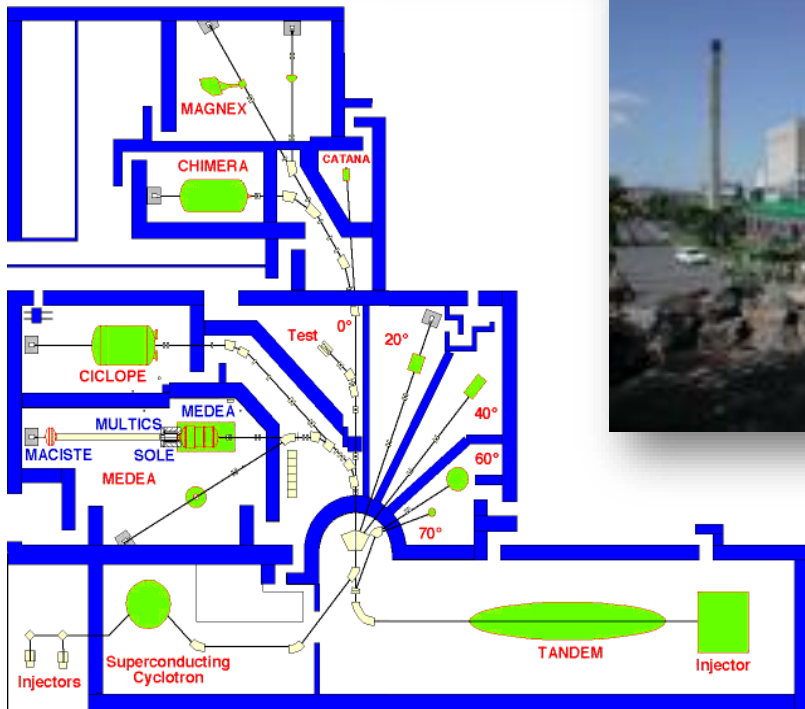 MAGNEX
CHIMERA
CATANA
0°
Test
20°
CICLOPE
40°
MULTICS
MEDEA
MACISTE
SOLE
60°
MEDEA
70°
Superconducting
Cyclotron
Injectors
TANDEM
Injector